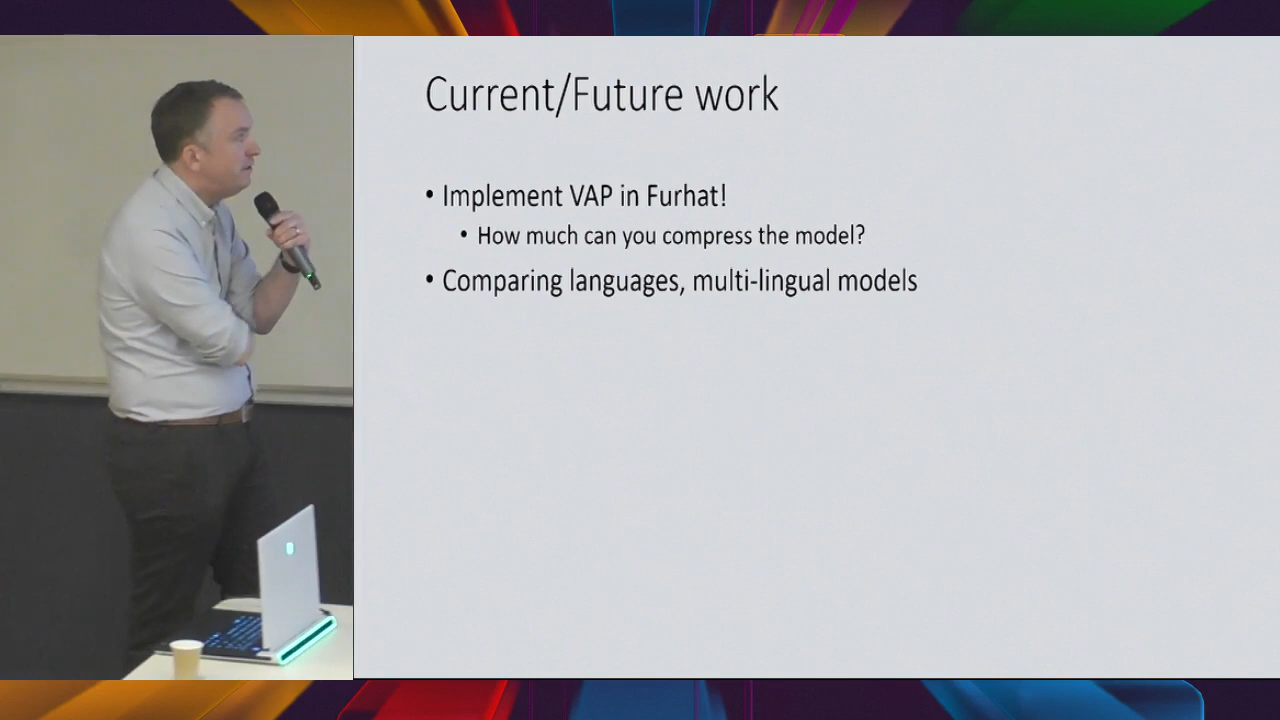 Current/Future work
• Implement VAP in Furhat!
• How much can you compress the model?
• Comparing languages, multi-lingual models